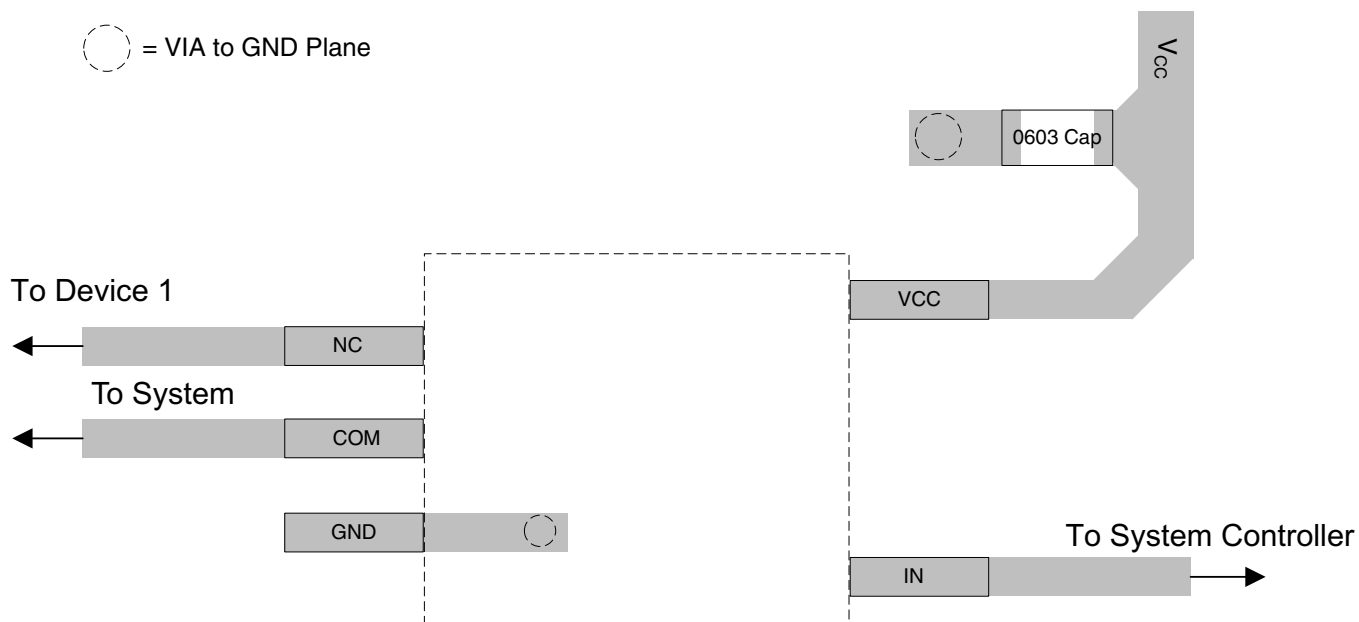 = VIA to GND Plane
VCC
0603 Cap
To Device 1
VCC
NC
To System
COM
GND
To System Controller
IN